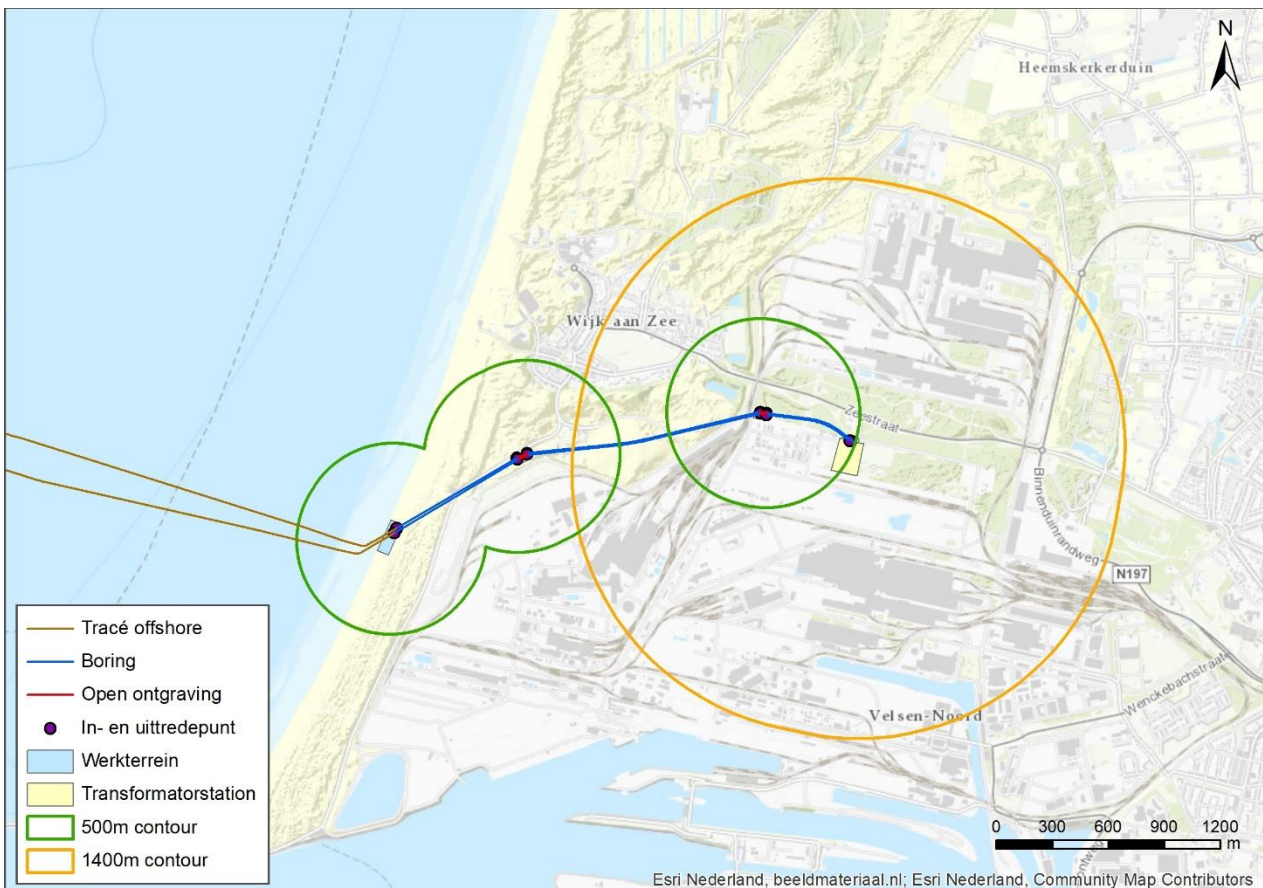 N
Heemskerkerduin
Wijk aan Zee
Zeestraat
Binnenduinrandweg
N197
Wenckebachstraat
Velsen-Noord
Tracé offshore
Boring
Open ontgraving
In- en uittredepunt
Werkterrein
Transformatorstation
500m contour
1400m contour
0 300 600 900 1200
m
Esri Nederland, beeldmateriaal.nl; Esri Nederland, Community Map Contributors